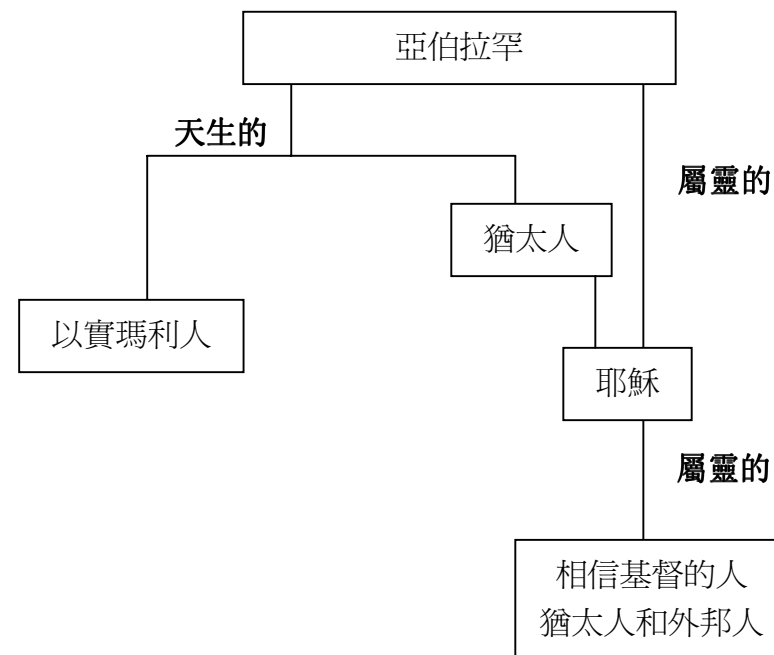 亞伯拉罕
天生的
屬靈的
猶太人
以實瑪利人
耶穌
屬靈的
相信基督的人
猶太人和外邦人